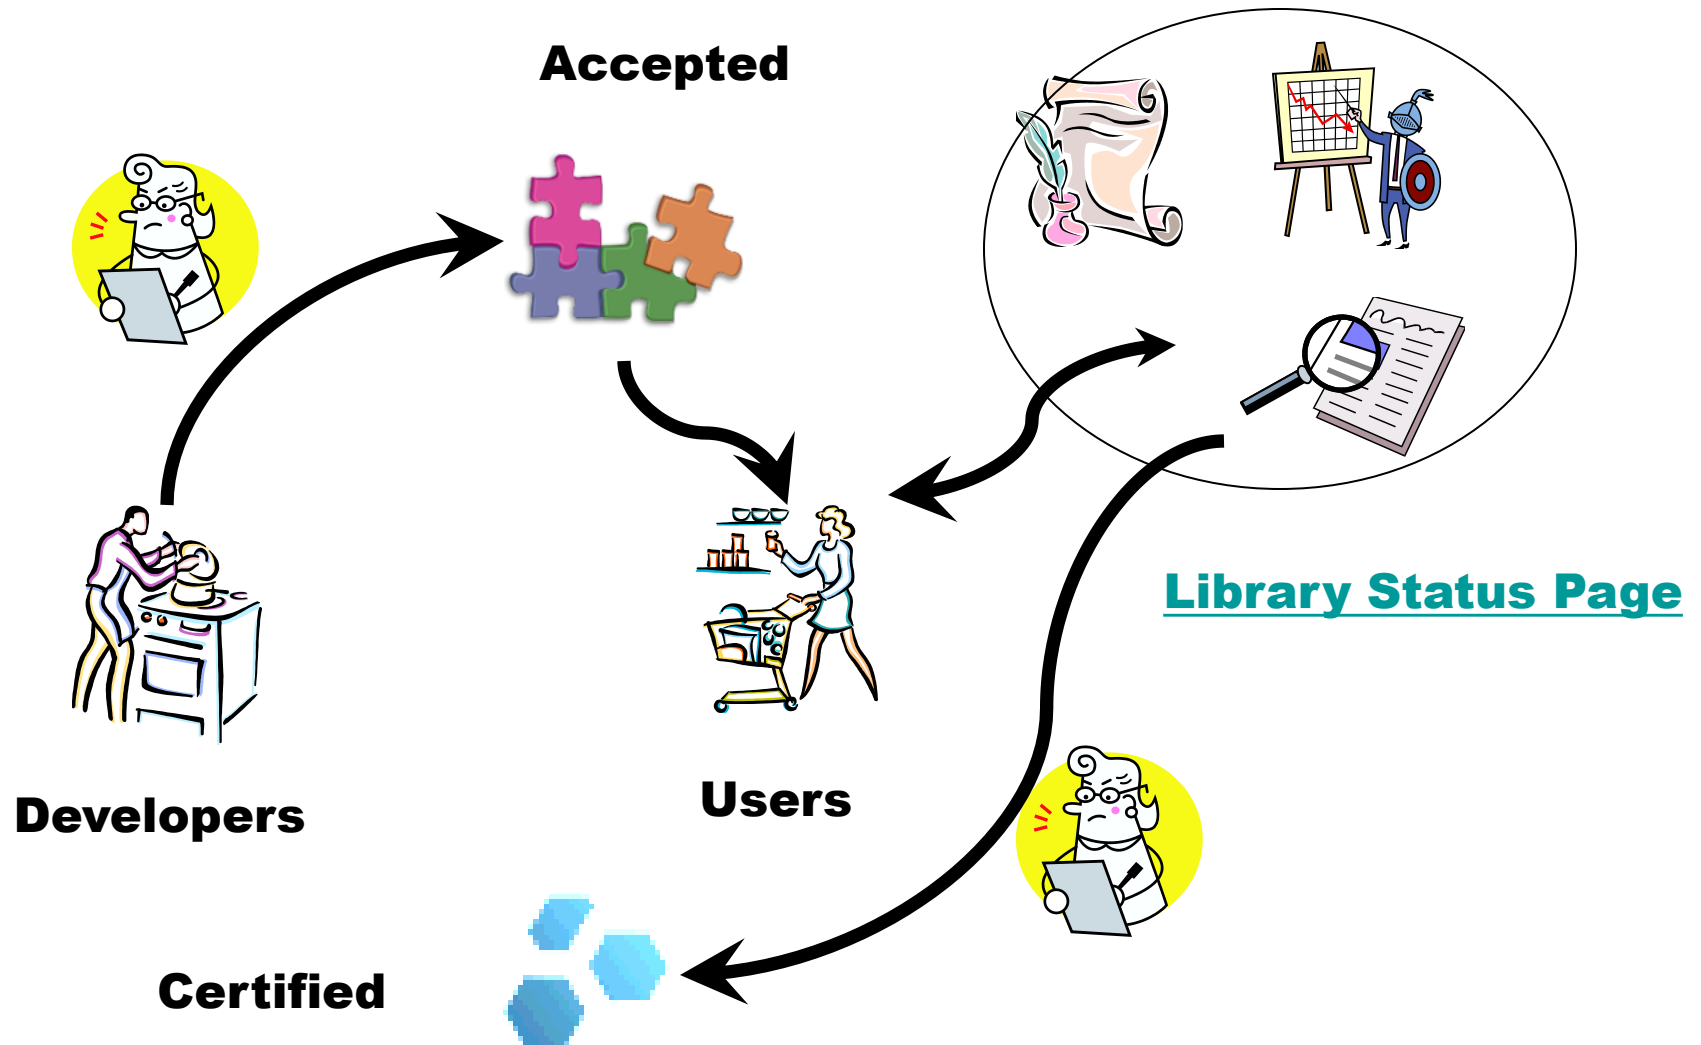 Accepted
Library Status Page
Users
Developers
Certified